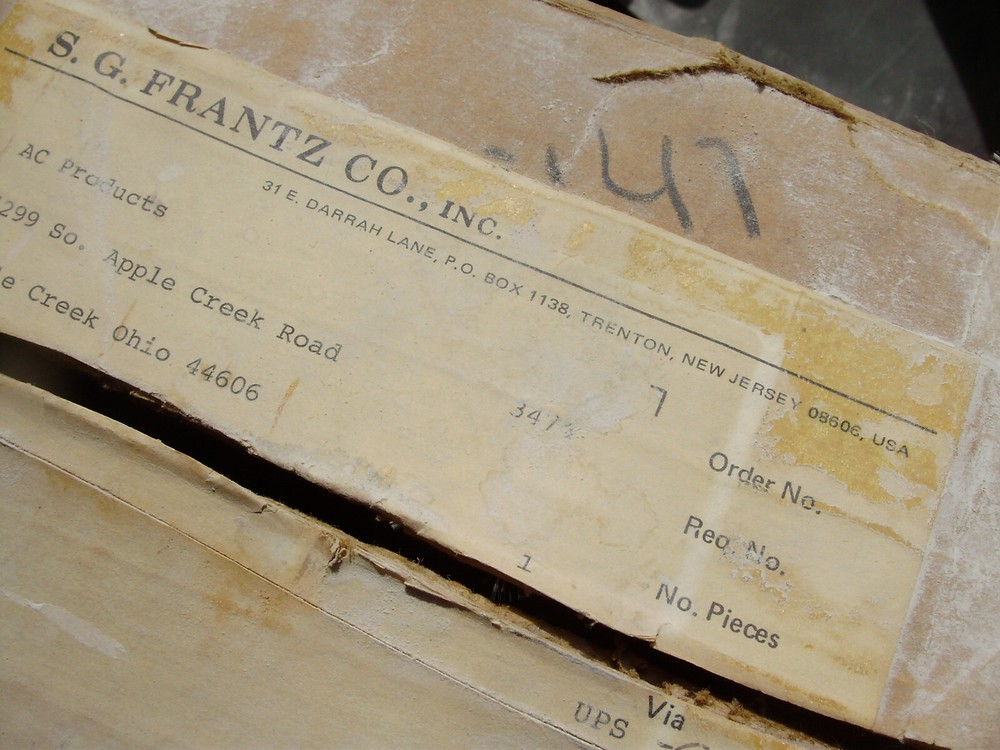 147
S. G. FRANTZ CO., INC.
31 E. DARRAH LANE, P.O. BOX 1138, TRENTON, NEW JERSEY 08606, USA
AC Products
299 So. Apple Creek Road
Creek Ohio 44606
7
Order No.
Req. No.
1 No. Pieces
UPS Via